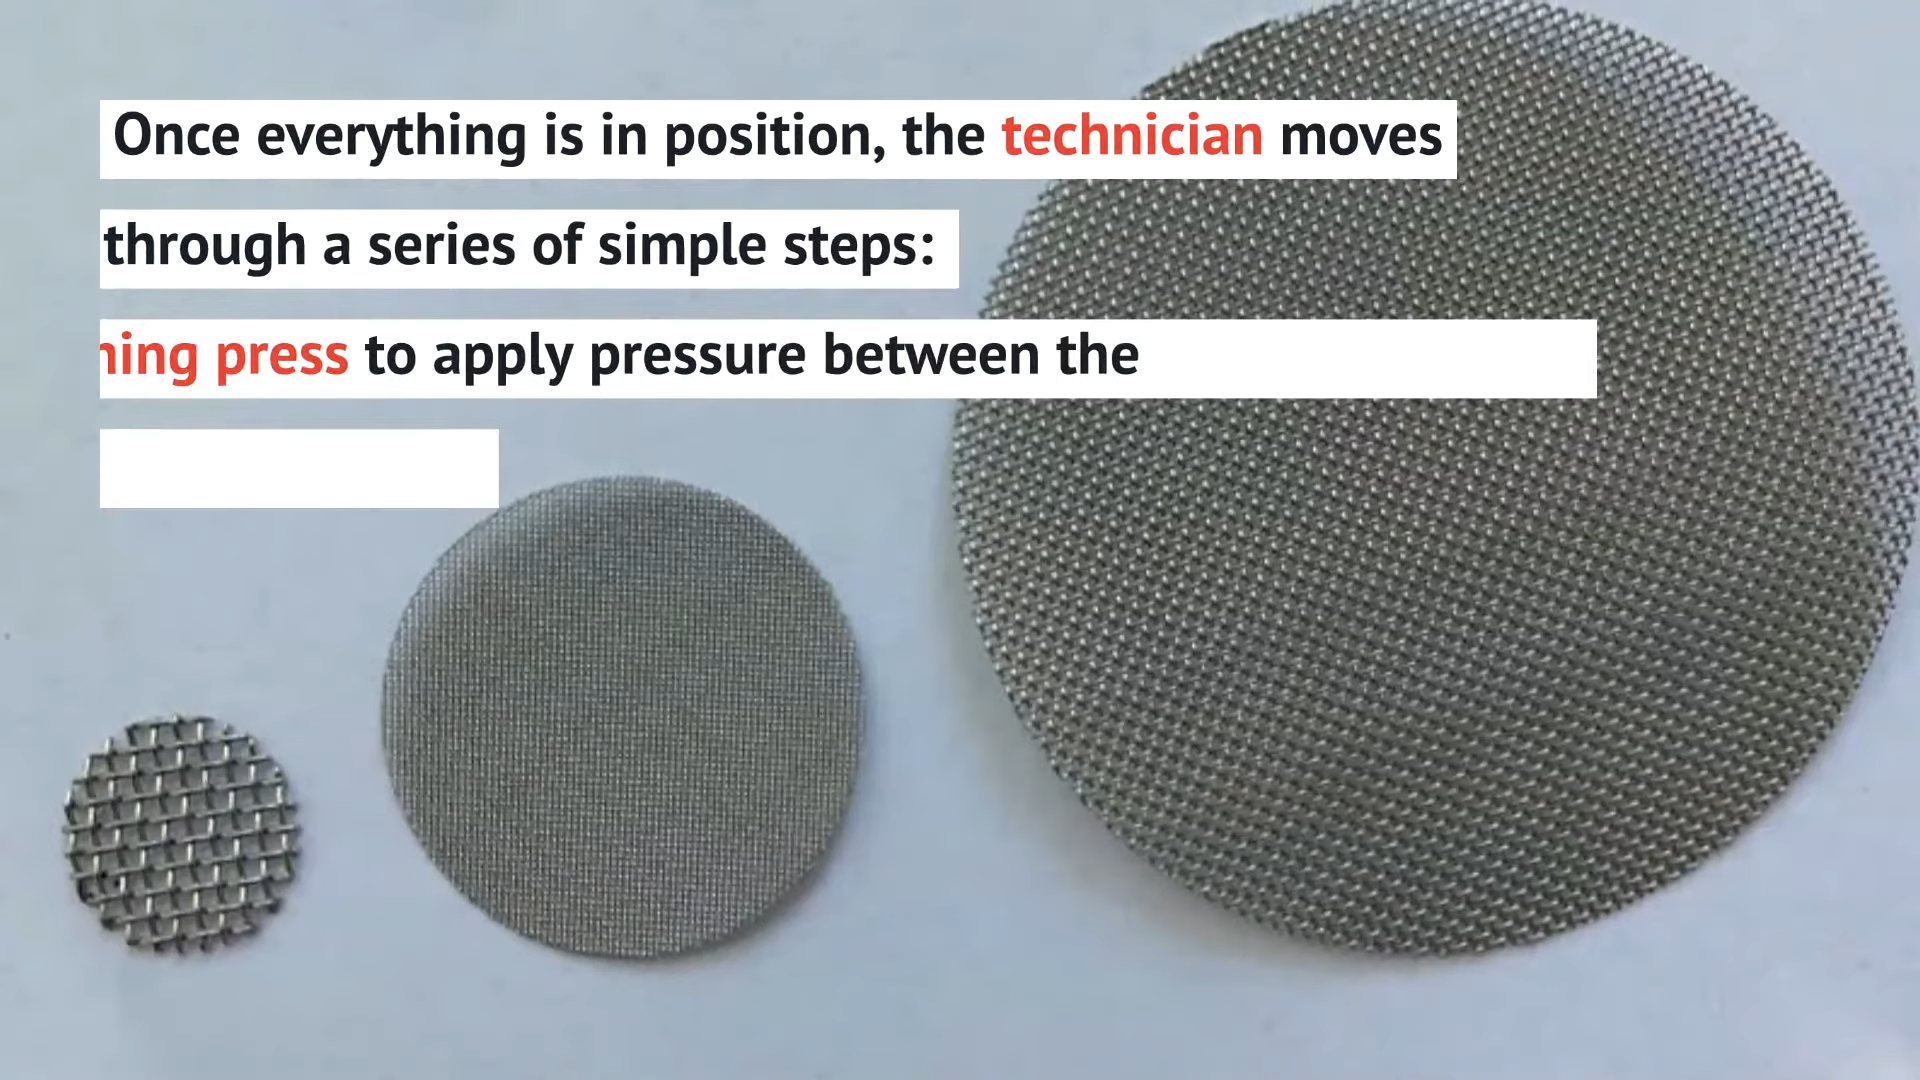 Once everything is in position, the technician moves
through a series of simple steps:
press to apply pressure between the